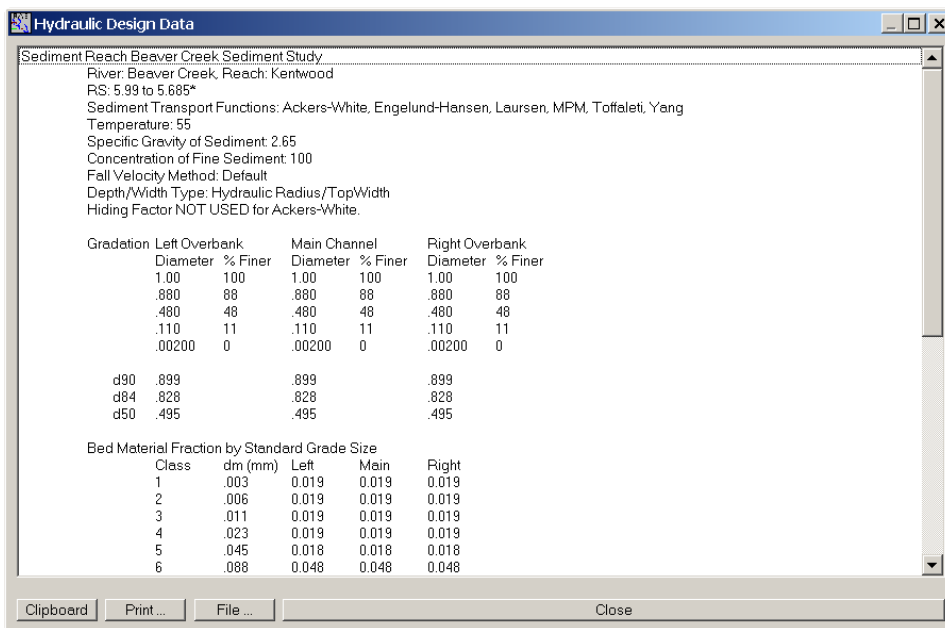 Hydraulic Design Data
Sediment Reach Beaver Creek Sediment Study
River: Beaver Creek, Reach: Kentwood
RS: 5.99 to 5.685*
Sediment Transport Functions: Ackers-White, Engelund-Hansen, Laursen, MPM, Toffaleti, Yang
Temperature: 55
Specific Gravity of Sediment: 2.65
Concentration of Fine Sediment: 100
Fall Velocity Method: Default
Depth/Width Type: Hydraulic Radius/TopWidth
Hiding Factor NOT USED for Ackers-White.
Gradation Left Overbank Main Channel Right Overbank
Diameter % Finer Diameter % Finer Diameter % Finer
1.00 100 1.00 100 1.00 100
.880 88 .880 88 .880 88
.480 48 .480 48 .480 48
.110 11 .110 11 .110 11
.00200 0 .00200 0 .00200 0
d90 .899 .899 .899
d84 .828 .828 .828
d50 .495 .495 .495
Bed Material Fraction by Standard Grade Size
Class dm (mm) Left Main Right
1 .003 0.019 0.019 0.019
2 .006 0.019 0.019 0.019
3 .011 0.019 0.019 0.019
4 .023 0.019 0.019 0.019
5 .045 0.018 0.018 0.018
6 .088 0.048 0.048 0.048
Clipboard Print ... File ... Close